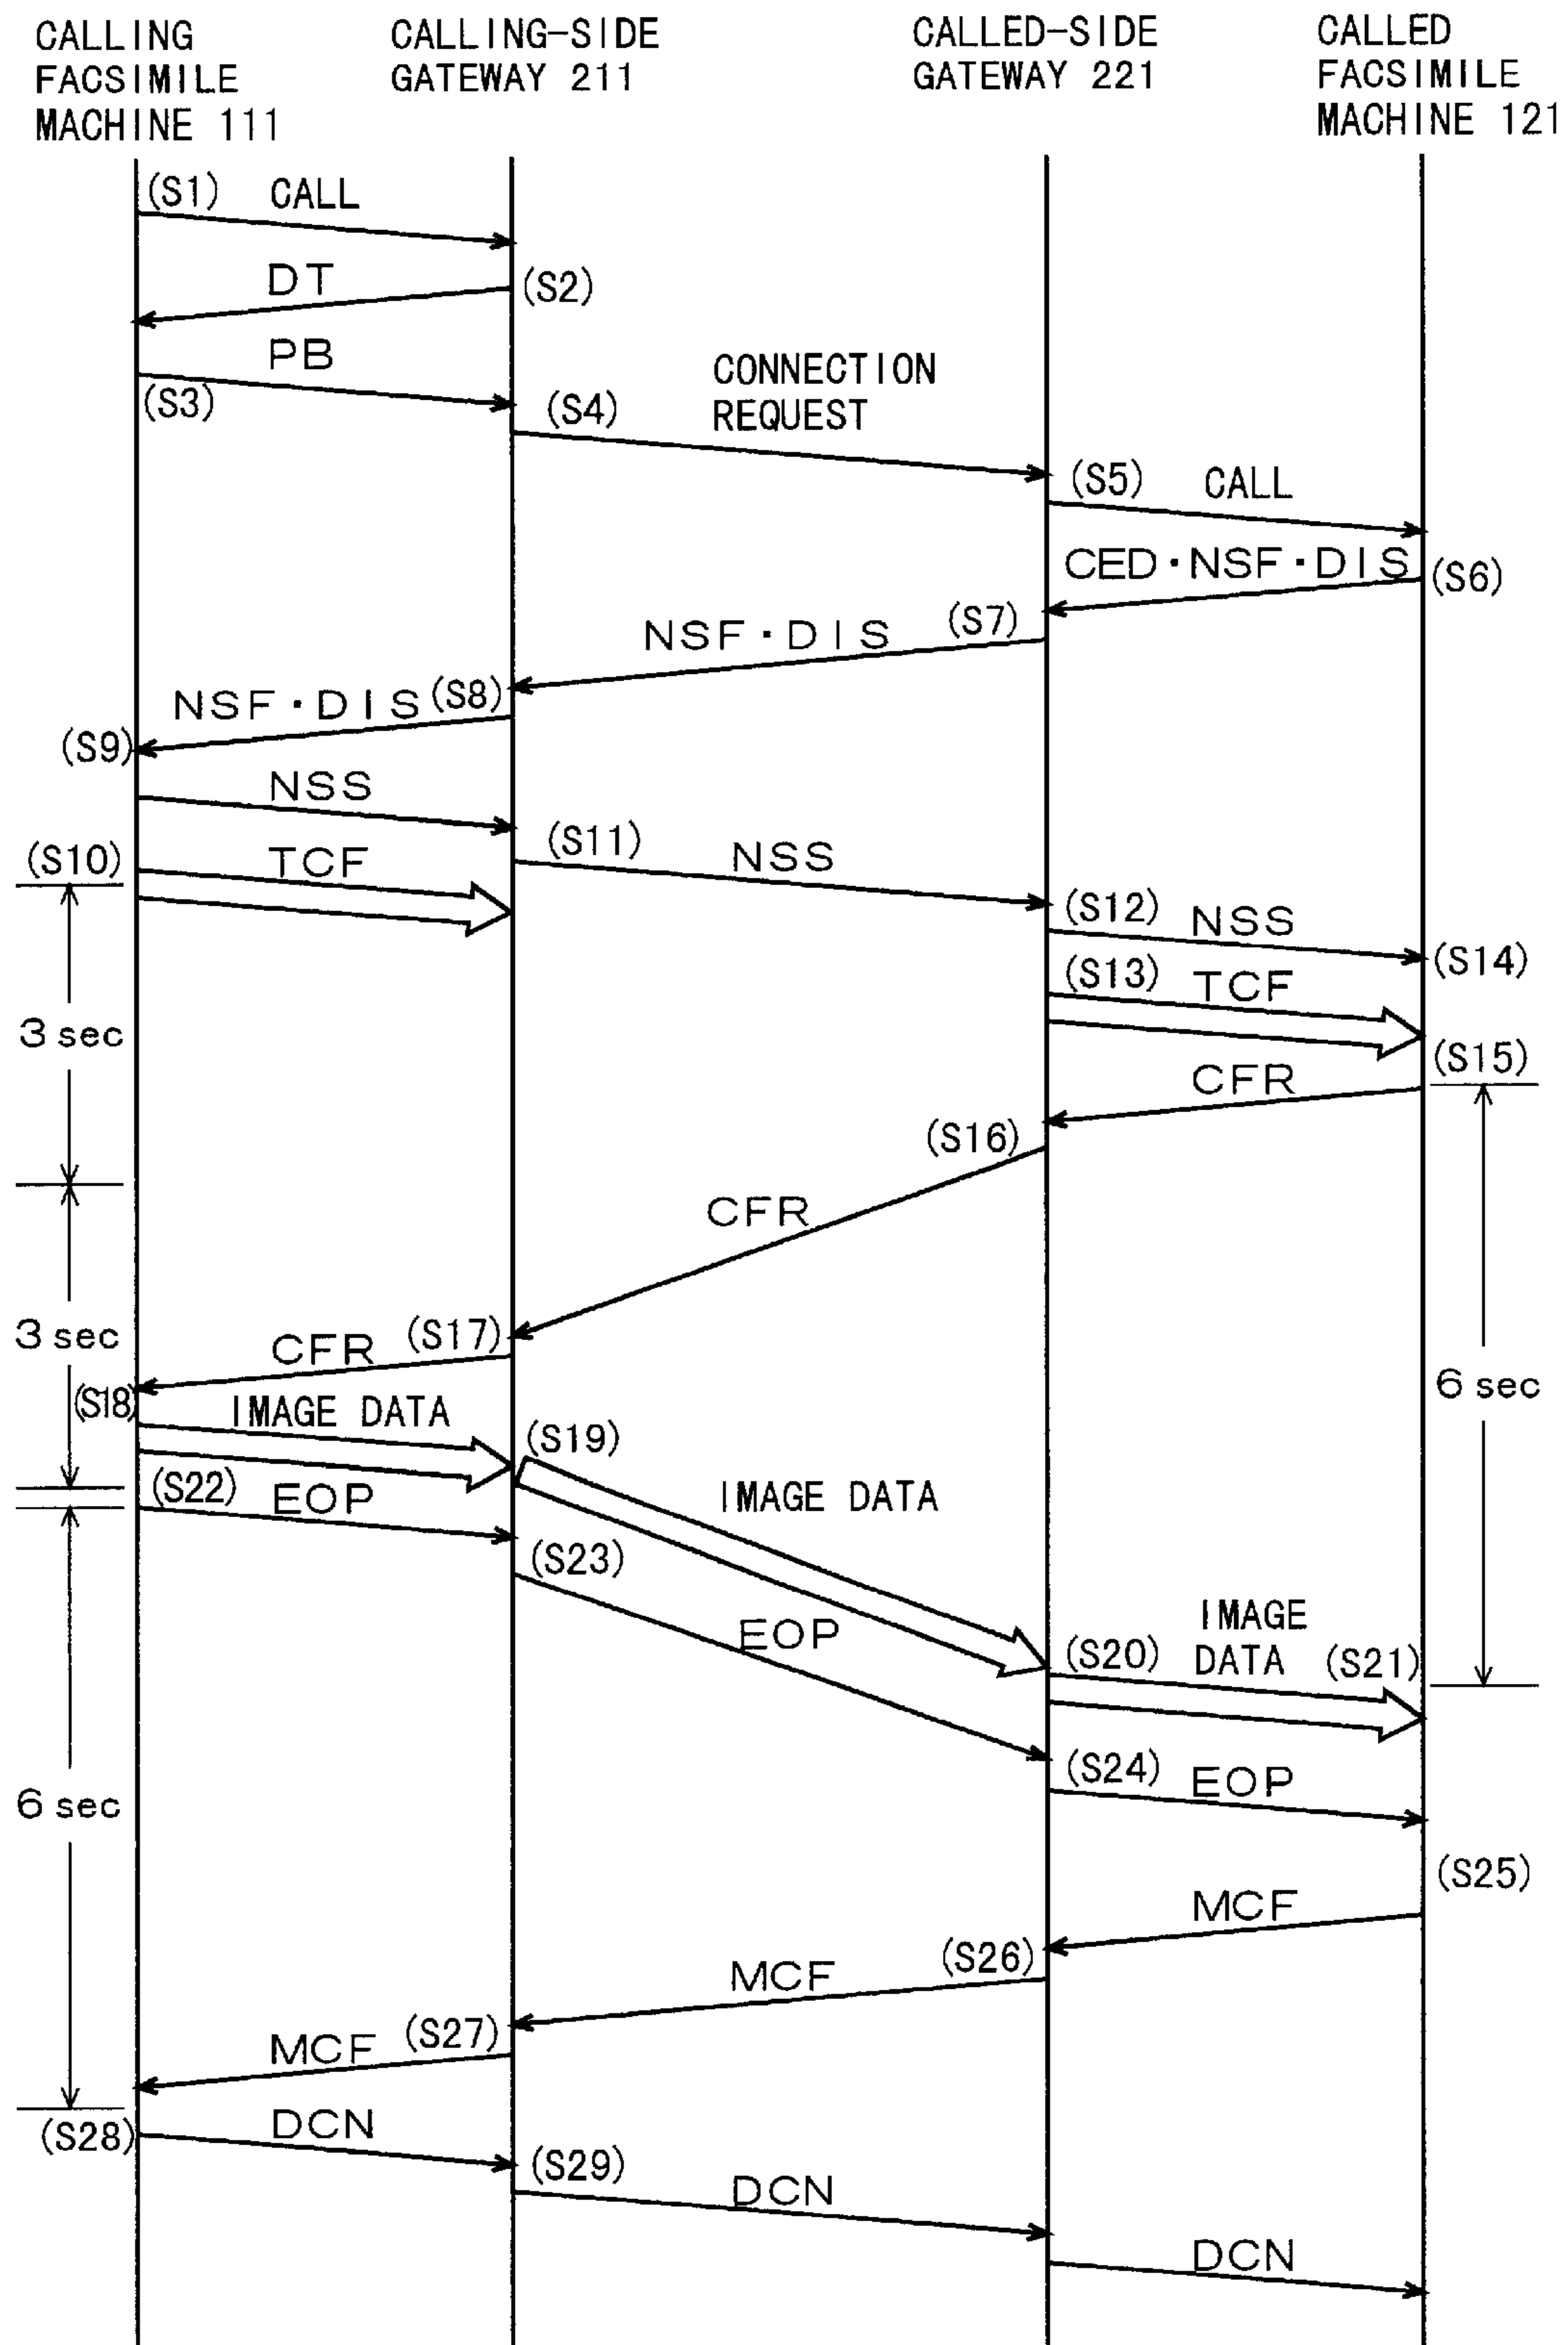 CALLING
FACSIMILE
MACHINE 111
CALLING-SIDE
GATEWAY 211
CALLED-SIDE
GATEWAY 221
CALLED
FACSIMILE
MACHINE 121
(S1) CALL
DT (S2)
PB
(S3)
(S4) CONNECTION
REQUEST
(S5) CALL
CED・NSF・DIS (S6)
NSF・DIS (S7)
NSF・DIS (S8)
(S9)
NSS
(S10) TCF
(S11) NSS
(S12) NSS
(S14)
(S13) TCF
3 sec
(S15)
CFR
(S16)
CFR
3 sec
CFR (S17)
(S18) IMAGE DATA
6 sec
(S19) IMAGE DATA
(S22) EOP
(S23) EOP
IMAGE
(S20) DATA (S21)
6 sec
(S24) EOP
(S25)
MCF
(S26)
MCF
MCF (S27)
(S28) DCN
(S29) DCN
DCN